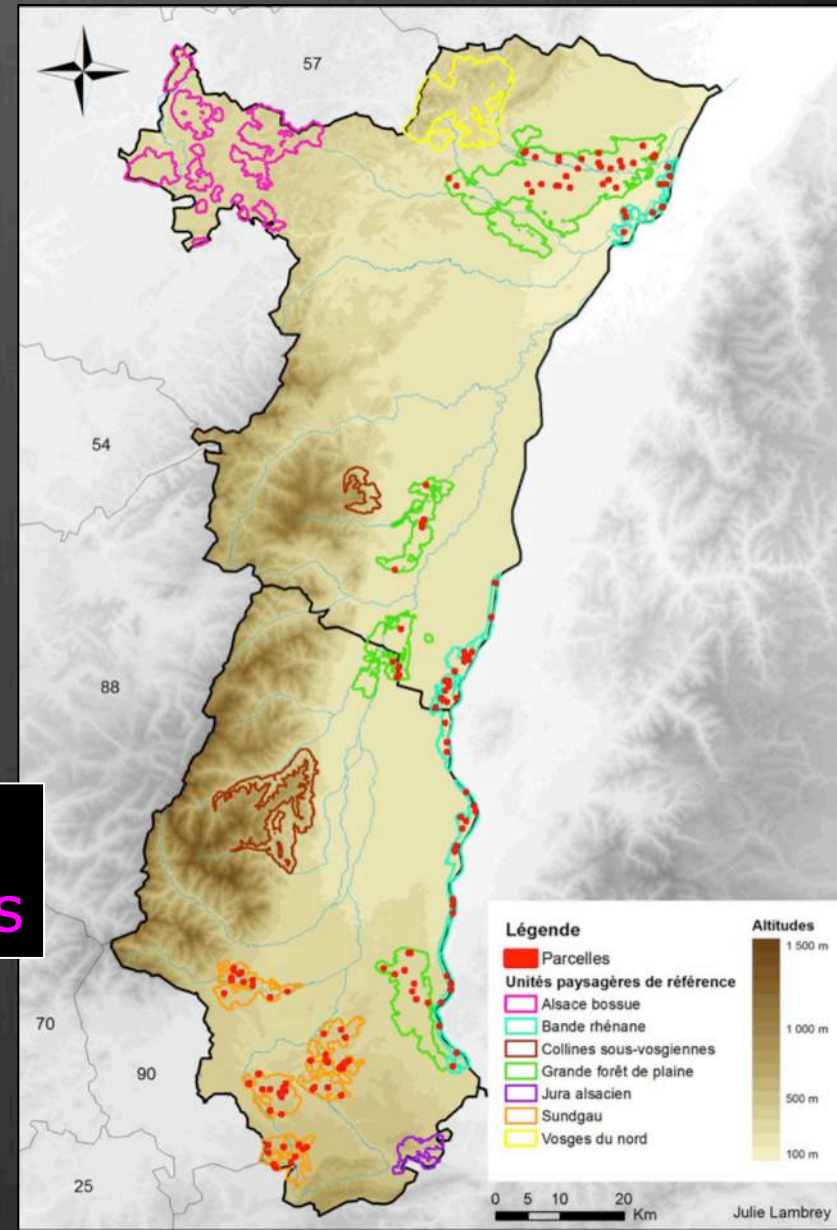 57
54
88
s
70
90
25
Légende
Parcelles
Unités paysagères de référence
Alsace bossue
Bande rhénane
Collines sous-vosgiennes
Grande forêt de plaine
Jura alsacien
Sundgau
Vosges du nord
Altitudes
1 500 m
1 000 m
500 m
100 m
0 5 10 20
Km
Julie Lambrey